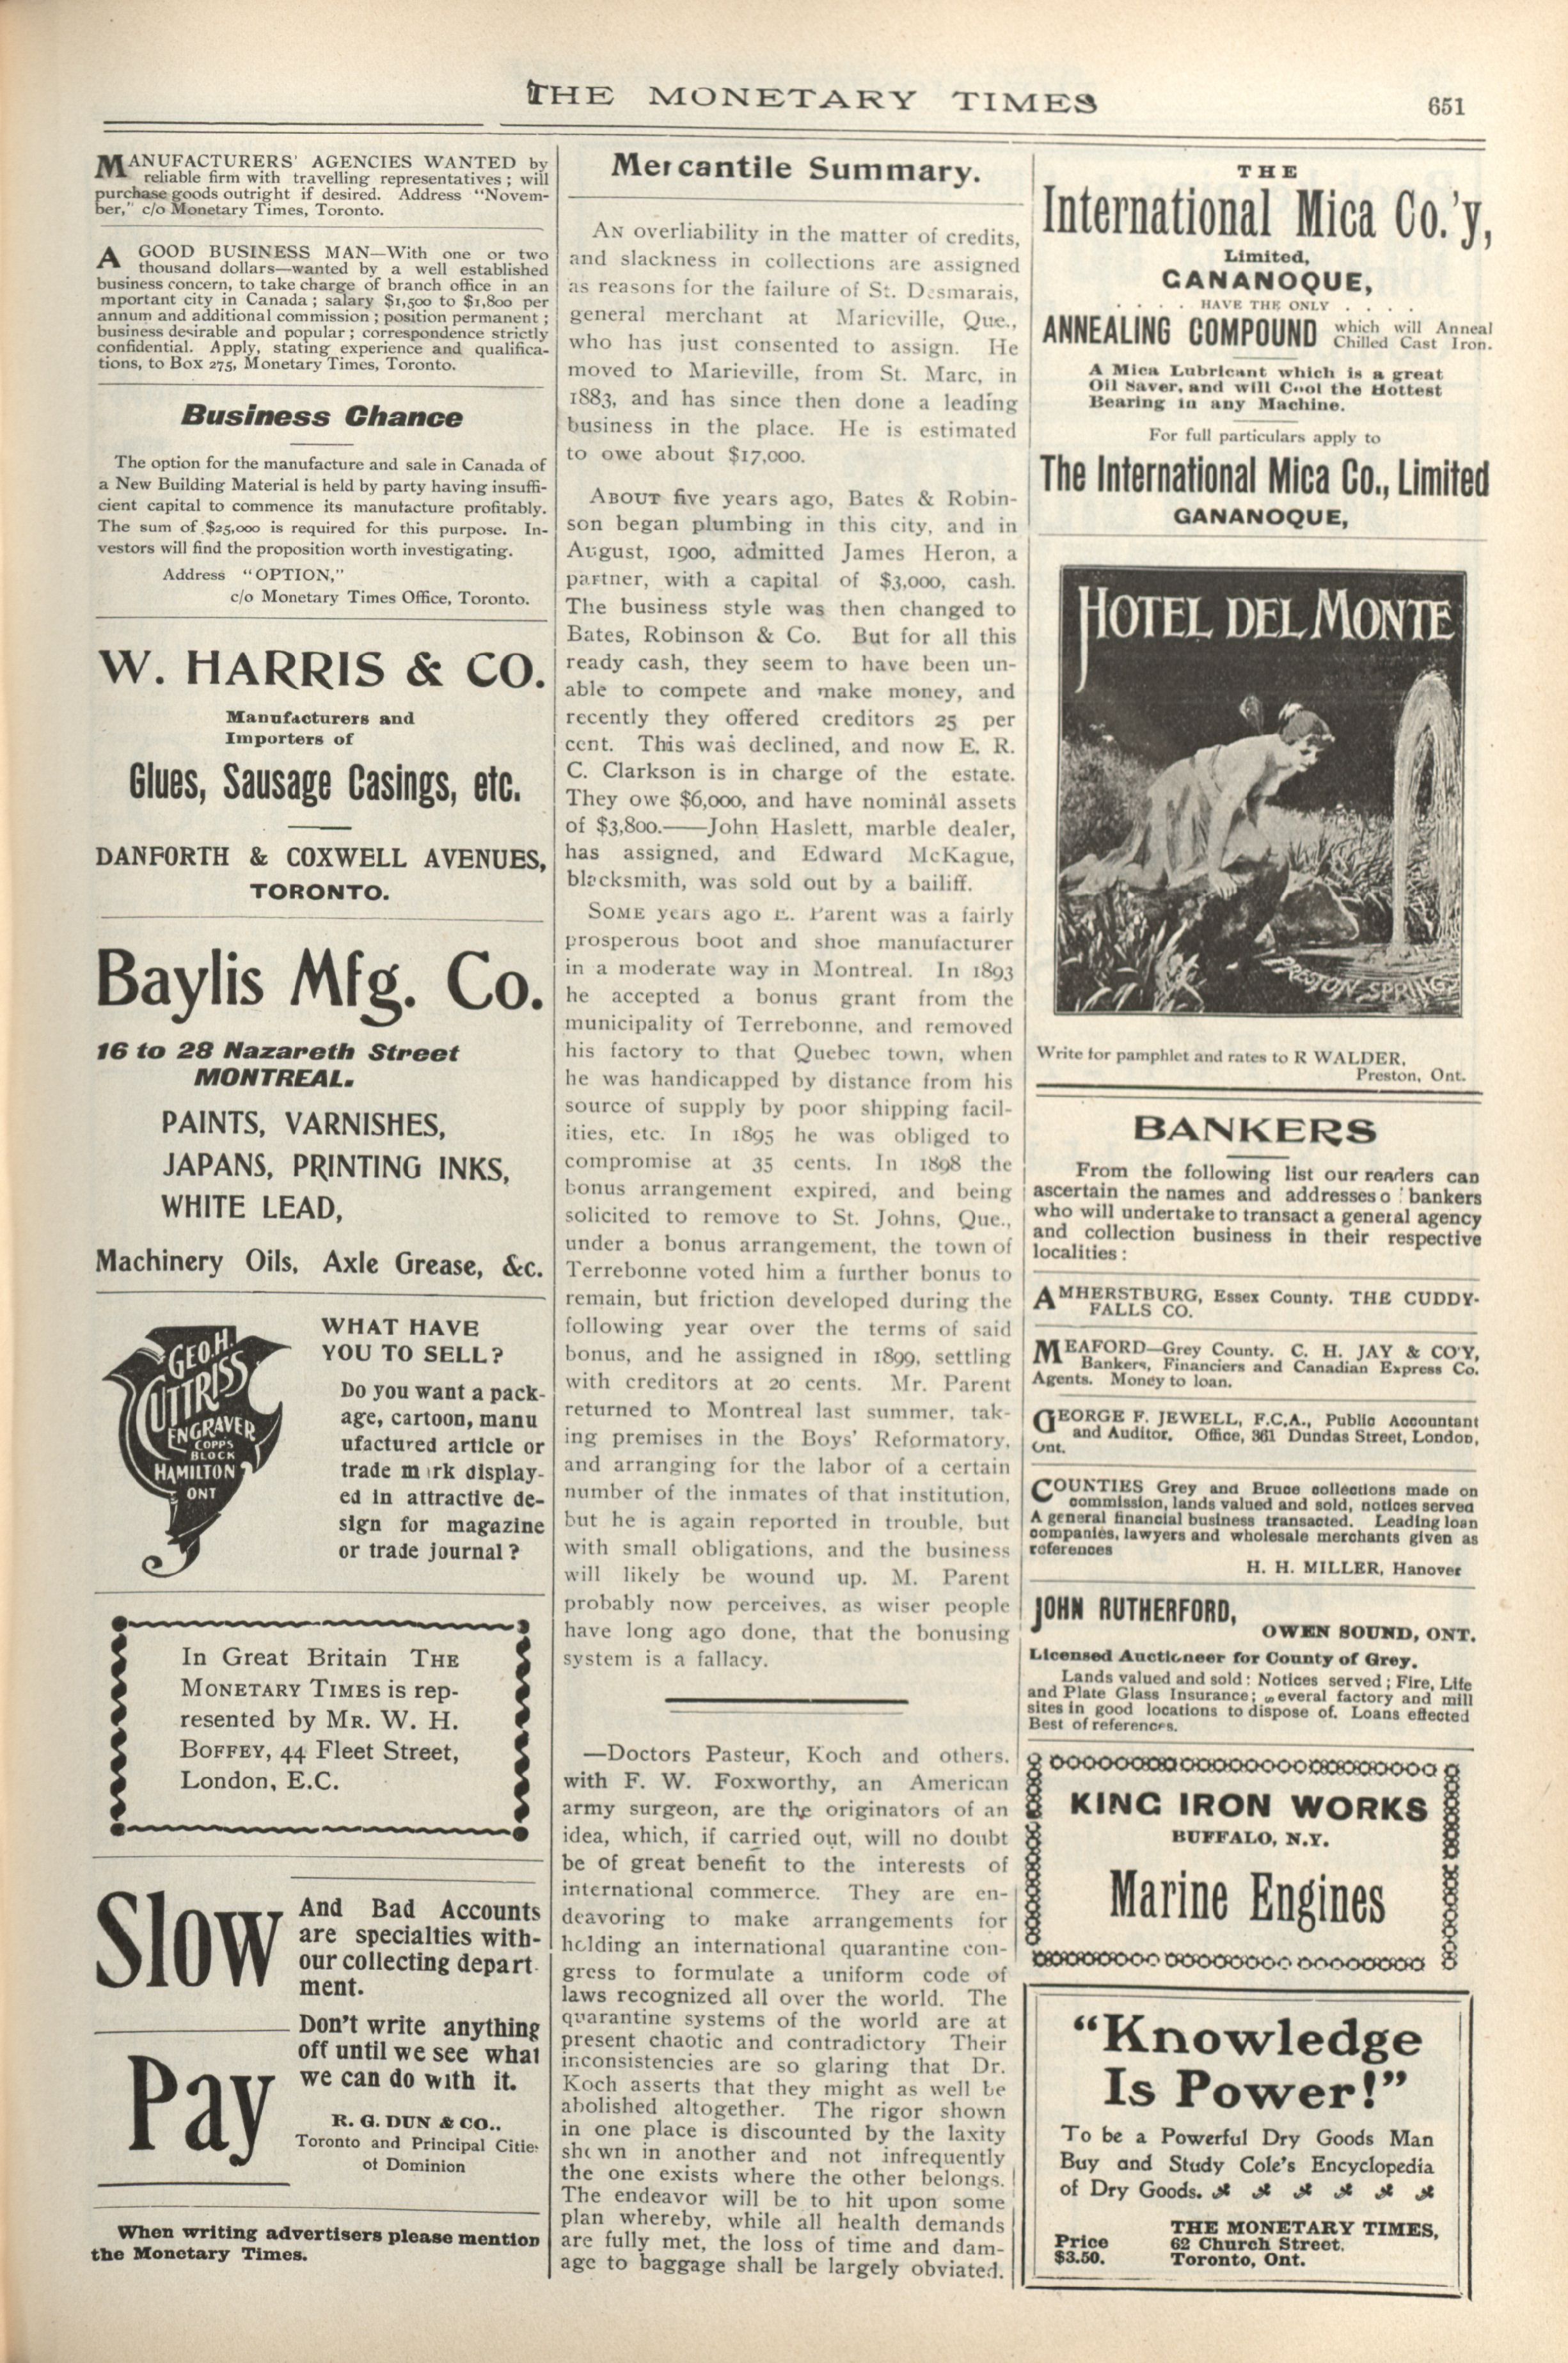 THE MONETARY TIMES
651
MANUFACTURERS' AGENCIES WANTED by
reliable firm with travelling representatives; will
purchase goods outright if desired. Address "Novem-
ber," c/o Monetary Times, Toronto.
A GOOD BUSINESS MAN—With one or two
thousand dollars—wanted by a well established
business concern, to take charge of branch office in an
mportant city in Canada; salary $1,500 to $1,800 per
annum and additional commission; position permanent;
business desirable and popular; correspondence strictly
confidential. Apply, stating experience and qualifica-
tions, to Box 275, Monetary Times, Toronto.
Business Chance
The option for the manufacture and sale in Canada of
a New Building Material is held by party having insuffi-
cient capital to commence its manufacture profitably.
The sum of $25,000 is required for this purpose. In-
vestors will find the proposition worth investigating.
Address "OPTION,"
c/o Monetary Times Office, Toronto.
W. HARRIS & CO.
Manufacturers and
Importers of
Glues, Sausage Casings, etc.
DANFORTH & COXWELL AVENUES,
TORONTO.
Baylis Mfg. Co.
16 to 28 Nazareth Street
MONTREAL.
PAINTS, VARNISHES,
JAPANS, PRINTING INKS,
WHITE LEAD,
Machinery Oils, Axle Grease, &c.
GEO. H.
CUTTRISS
ENGRAVER
COPP'S
BLOCK
HAMILTON
ONT
WHAT HAVE
YOU TO SELL?
Do you want a pack-
age, cartoon, manu
ufactured article or
trade m rk display-
ed in attractive de-
sign for magazine
or trade journal?
In Great Britain THE
MONETARY TIMES is rep-
resented by MR. W. H.
BOFFEY, 44 Fleet Street,
London, E.C.
Slow
Pay
And Bad Accounts
are specialties with-
our collecting depart
ment.
Don't write anything
off until we see what
we can do with it.
R. G. DUN & CO..
Toronto and Principal Cities
of Dominion
When writing advertisers please mention
the Monetary Times.
Mercantile Summary.
AN overliability in the matter of credits,
and slackness in collections are assigned
as reasons for the failure of St. Desmarais,
general merchant at Marieville, Que.,
who has just consented to assign. He
moved to Marieville, from St. Marc, in
1883, and has since then done a leading
business in the place. He is estimated
to owe about $17,000.
ABOUT five years ago, Bates & Robin-
son began plumbing in this city, and in
August, 1900, admitted James Heron, a
partner, with a capital of $3,000, cash.
The business style was then changed to
Bates, Robinson & Co. But for all this
ready cash, they seem to have been un-
able to compete and make money, and
recently they offered creditors 25 per
cent. This was declined, and now E. R.
C. Clarkson is in charge of the estate.
They owe $6,000, and have nominal assets
of $3,800.——John Haslett, marble dealer,
has assigned, and Edward McKague,
blacksmith, was sold out by a bailiff.
SOME years ago E. Parent was a fairly
prosperous boot and shoe manufacturer
in a moderate way in Montreal. In 1893
he accepted a bonus grant from the
municipality of Terrebonne, and removed
his factory to that Quebec town, when
he was handicapped by distance from his
source of supply by poor shipping facil-
ities, etc. In 1895 he was obliged to
compromise at 35 cents. In 1898 the
bonus arrangement expired, and being
solicited to remove to St. Johns, Que.,
under a bonus arrangement, the town of
Terrebonne voted him a further bonus to
remain, but friction developed during the
following year over the terms of said
bonus, and he assigned in 1899, settling
with creditors at 20 cents. Mr. Parent
returned to Montreal last summer, tak-
ing premises in the Boys' Reformatory,
and arranging for the labor of a certain
number of the inmates of that institution,
but he is again reported in trouble, but
with small obligations, and the business
will likely be wound up. M. Parent
probably now perceives, as wiser people
have long ago done, that the bonusing
system is a fallacy.
—Doctors Pasteur, Koch and others,
with F. W. Foxworthy, an American
army surgeon, are the originators of an
idea, which, if carried out, will no doubt
be of great benefit to the interests of
international commerce. They are en-
deavoring to make arrangements for
holding an international quarantine con-
gress to formulate a uniform code of
laws recognized all over the world. The
quarantine systems of the world are at
present chaotic and contradictory Their
inconsistencies are so glaring that Dr.
Koch asserts that they might as well be
abolished altogether. The rigor shown
in one place is discounted by the laxity
shown in another and not infrequently
the one exists where the other belongs.
The endeavor will be to hit upon some
plan whereby, while all health demands
are fully met, the loss of time and dam-
age to baggage shall be largely obviated.
THE
International Mica Co.'y,
Limited,
GANANOQUE,
. . . . HAVE THE ONLY . . . .
ANNEALING COMPOUND which will Anneal
Chilled Cast Iron.
A Mica Lubricant which is a great
Oil Saver, and will Cool the Hottest
Bearing in any Machine.
For full particulars apply to
The International Mica Co., Limited
GANANOQUE,
HOTEL DEL MONTE
PRESTON SPRINGS
Write for pamphlet and rates to R WALDER,
Preston, Ont.
BANKERS
From the following list our readers can
ascertain the names and addresses o bankers
who will undertake to transact a general agency
and collection business in their respective
localities:
AMHERSTBURG, Essex County. THE CUDDY-
FALLS CO.
MEAFORD—Grey County. C. H. JAY & CO'Y,
Bankers, Financiers and Canadian Express Co.
Agents. Money to loan.
GEORGE F. JEWELL, F.C.A., Public Accountant
and Auditor. Office, 361 Dundas Street, London,
Ont.
COUNTIES Grey and Bruce collections made on
commission, lands valued and sold, notices served
A general financial business transacted. Leading loan
companies, lawyers and wholesale merchants given as
references
H. H. MILLER, Hanover
JOHN RUTHERFORD,
OWEN SOUND, ONT.
Licensed Auctioneer for County of Grey.
Lands valued and sold: Notices served; Fire, Life
and Plate Glass Insurance; several factory and mill
sites in good locations to dispose of. Loans effected
Best of references.
KING IRON WORKS
BUFFALO, N.Y.
Marine Engines
"Knowledge
Is Power!"
To be a Powerful Dry Goods Man
Buy and Study Cole's Encyclopedia
of Dry Goods.
Price
$3.50.
THE MONETARY TIMES,
62 Church Street,
Toronto, Ont.